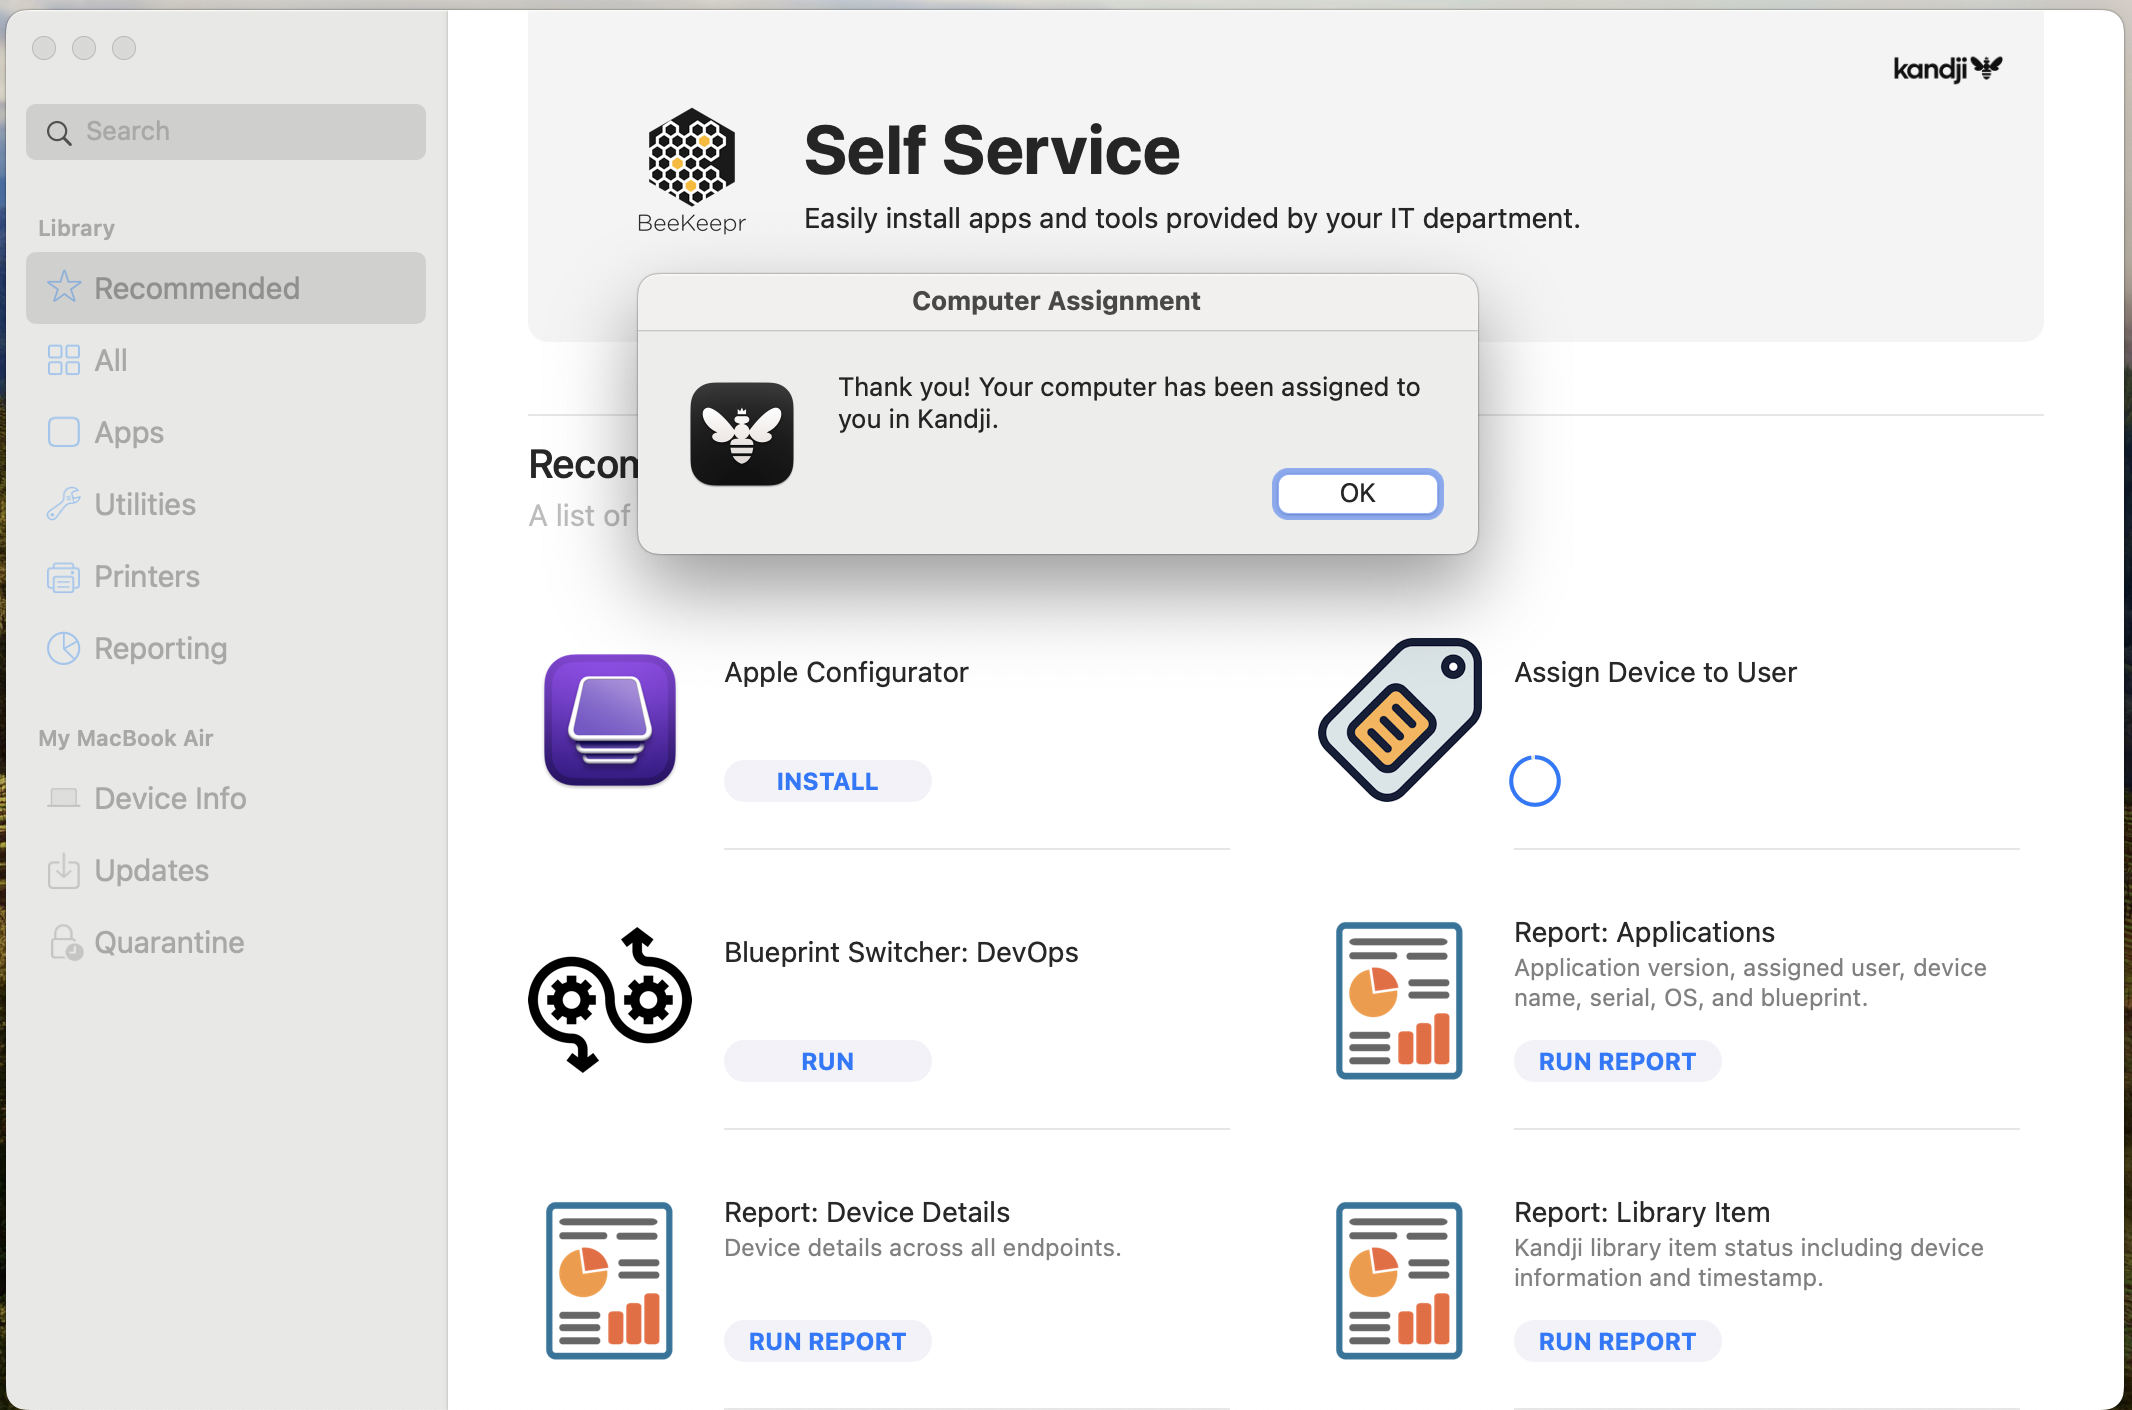 Search
Library
Recommended
All
Apps
Utilities
Printers
Reporting
My MacBook Air
Device Info
Updates
Quarantine
kandji
BeeKeepr
Self Service
Easily install apps and tools provided by your IT department.
Computer Assignment
Thank you! Your computer has been assigned to
you in Kandji.
OK
Recom
A list of
Apple Configurator
INSTALL
Assign Device to User
Blueprint Switcher: DevOps
RUN
Report: Applications
Application version, assigned user, device
name, serial, OS, and blueprint.
RUN REPORT
Report: Device Details
Device details across all endpoints.
RUN REPORT
Report: Library Item
Kandji library item status including device
information and timestamp.
RUN REPORT